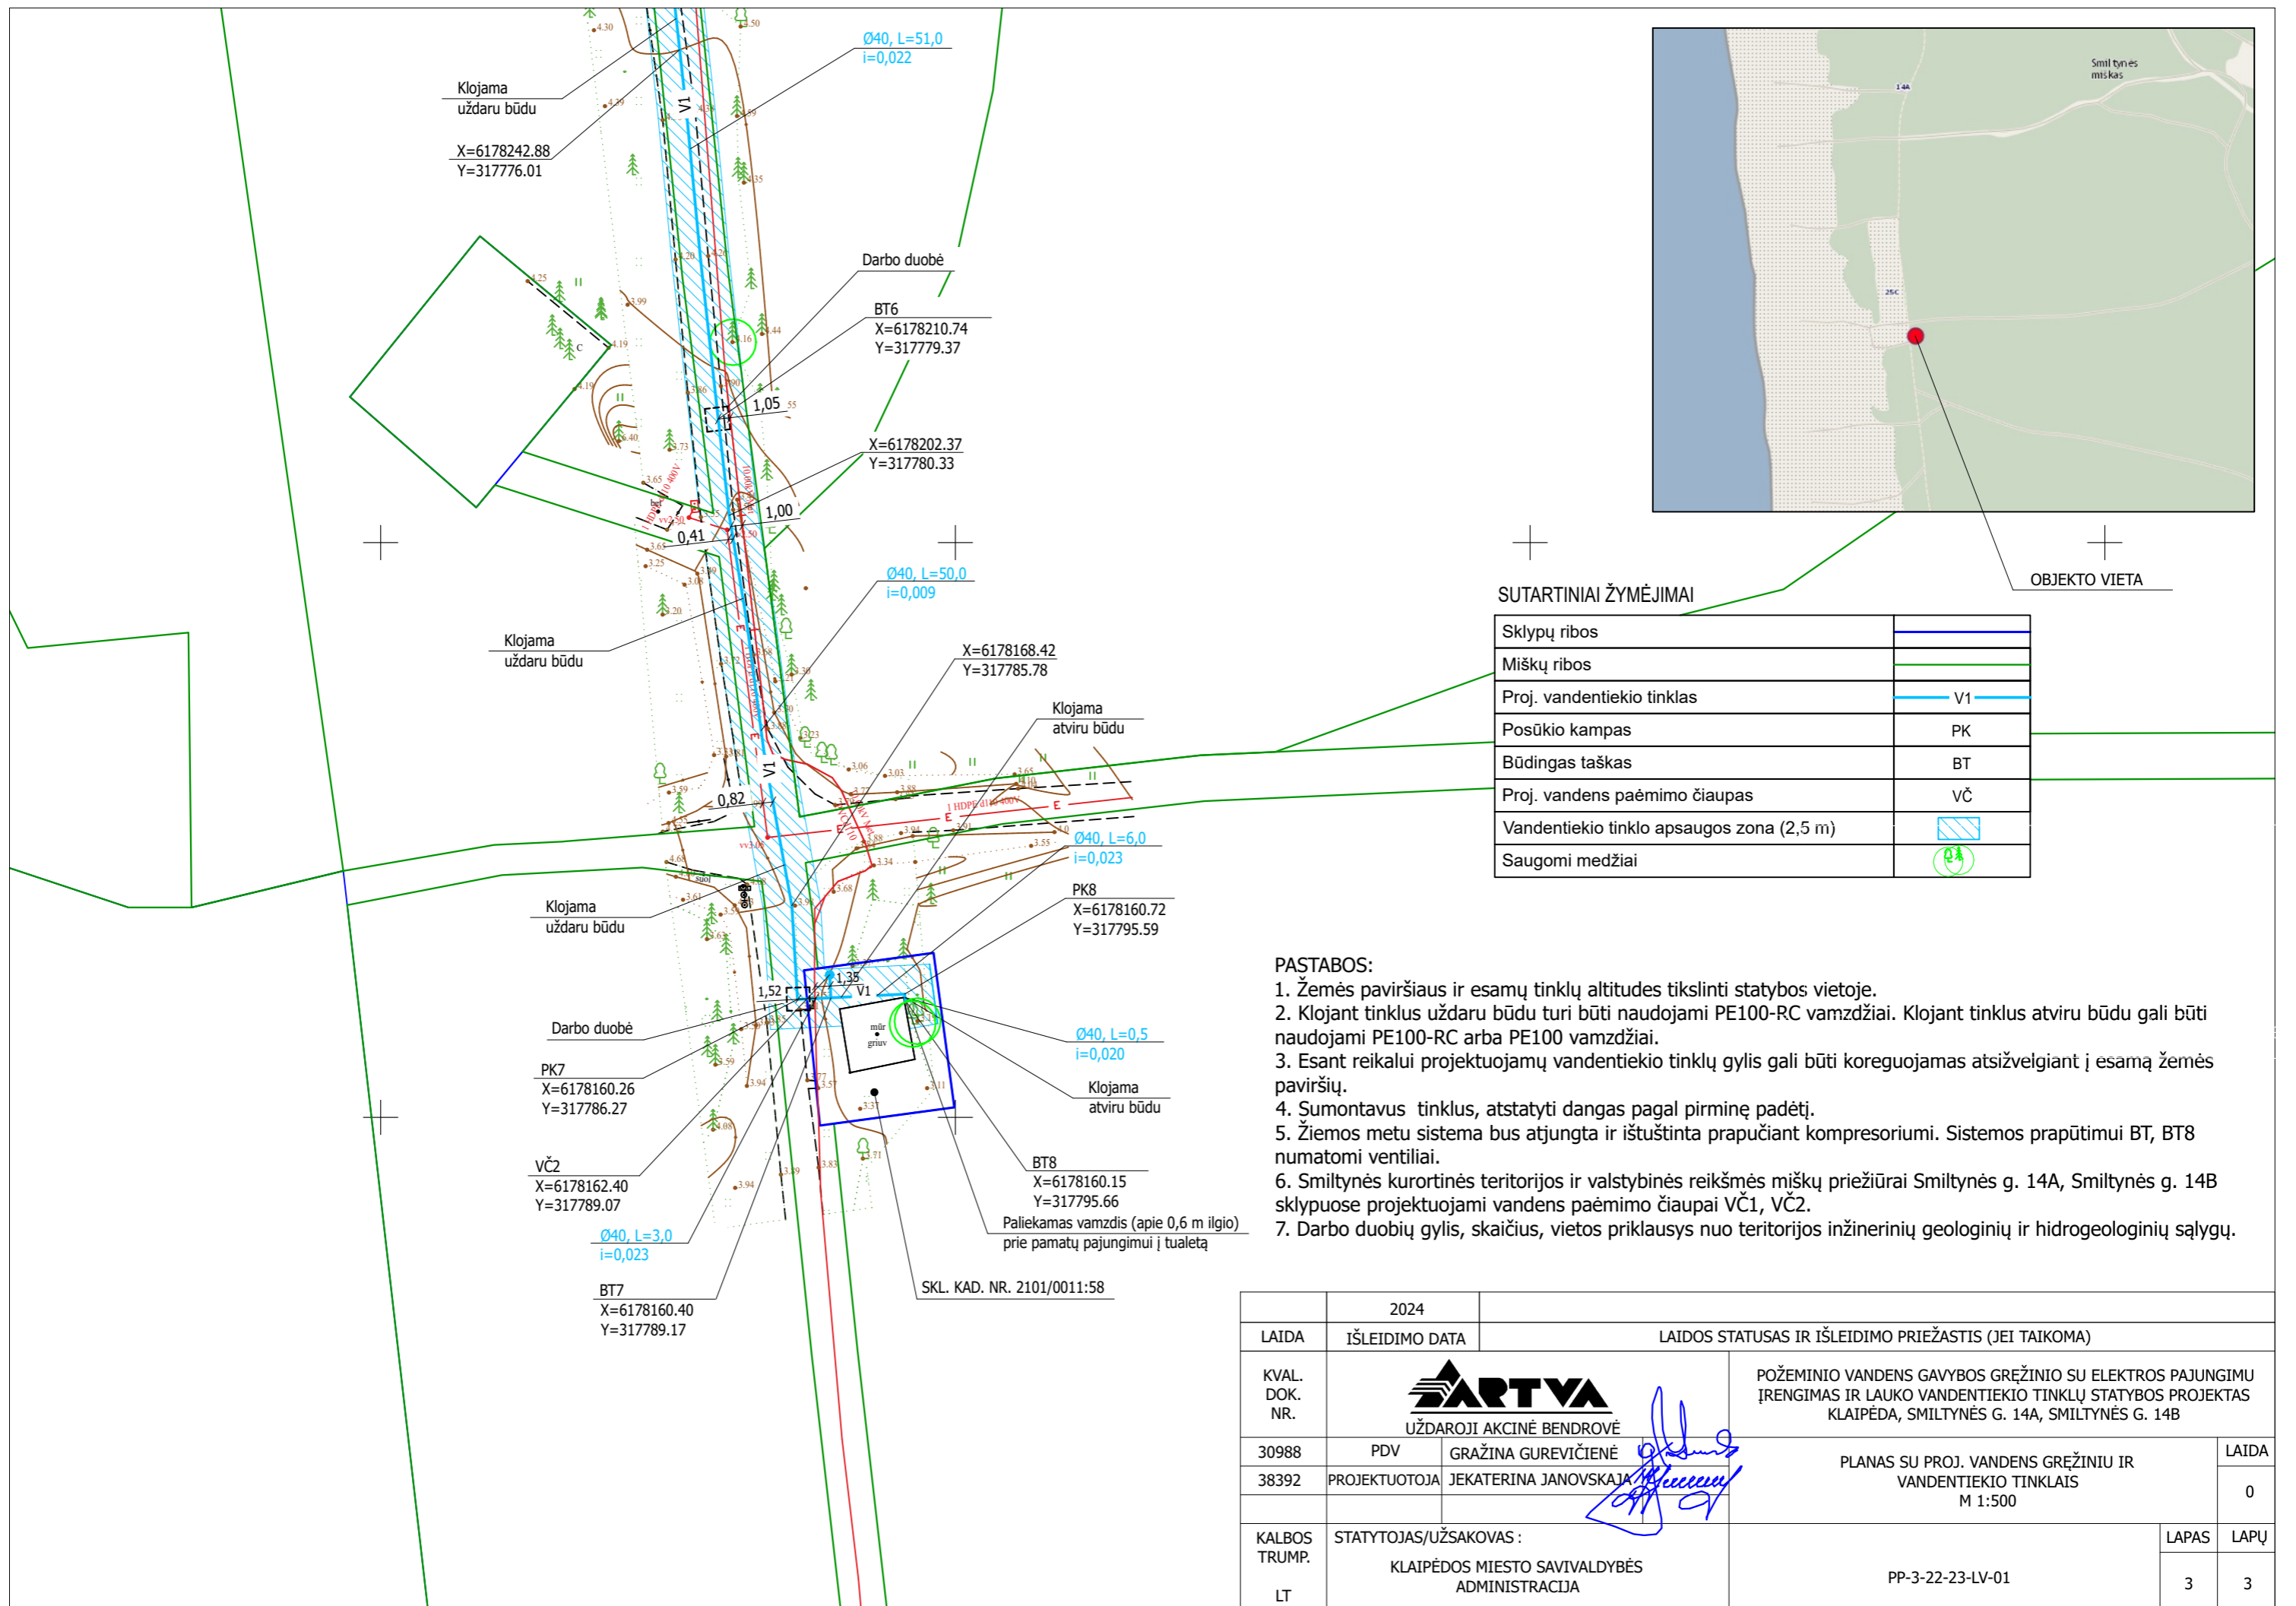 Ø40, L=51,0
i=0,022
Klojama
uždaru būdu
X=6178242.88
Y=317776.01
V1
Darbo duobė
BT6
X=6178210.74
Y=317779.37
1,05
X=6178202.37
Y=317780.33
1,00
0,41
Ø40, L=50,0
i=0,009
Klojama
uždaru būdu
X=6178168.42
Y=317785.78
Klojama
atviru būdu
V1
0,82
1 HDPE d110 400V
Ø40, L=6,0
i=0,023
PK8
X=6178160.72
Y=317795.59
Klojama
uždaru būdu
1,52
1,35
V1
mūr
griuv
Darbo duobė
Ø40, L=0,5
i=0,020
PK7
X=6178160.26
Y=317786.27
Klojama
atviru būdu
VČ2
X=6178162.40
Y=317789.07
BT8
X=6178160.15
Y=317795.66
Ø40, L=3,0
i=0,023
Paliekamas vamzdis (apie 0,6 m ilgio)
prie pamatų pajungimui į tualetą
BT7
X=6178160.40
Y=317789.17
SKL. KAD. NR. 2101/0011:58
Smiltynės
miškas
14A
25C
OBJEKTO VIETA
SUTARTINIAI ŽYMĖJIMAI
Sklypų ribos
Miškų ribos
Proj. vandentiekio tinklas V1
Posūkio kampas PK
Būdingas taškas BT
Proj. vandens paėmimo čiaupas VČ
Vandentiekio tinklo apsaugos zona (2,5 m)
Saugomi medžiai
PASTABOS:
1. Žemės paviršiaus ir esamų tinklų altitudes tikslinti statybos vietoje.
2. Klojant tinklus uždaru būdu turi būti naudojami PE100-RC vamzdžiai. Klojant tinklus atviru būdu gali būti
naudojami PE100-RC arba PE100 vamzdžiai.
3. Esant reikalui projektuojamų vandentiekio tinklų gylis gali būti koreguojamas atsižvelgiant į esamą žemės
paviršių.
4. Sumontavus tinklus, atstatyti dangas pagal pirminę padėtį.
5. Žiemos metu sistema bus atjungta ir ištuštinta prapučiant kompresoriumi. Sistemos prapūtimui BT, BT8
numatomi ventiliai.
6. Smiltynės kurortinės teritorijos ir valstybinės reikšmės miškų priežiūrai Smiltynės g. 14A, Smiltynės g. 14B
sklypuose projektuojami vandens paėmimo čiaupai VČ1, VČ2.
7. Darbo duobių gylis, skaičius, vietos priklausys nuo teritorijos inžinerinių geologinių ir hidrogeologinių sąlygų.
2024
LAIDA IŠLEIDIMO DATA LAIDOS STATUSAS IR IŠLEIDIMO PRIEŽASTIS (JEI TAIKOMA)
KVAL.
DOK.
NR.
ARTVA
UŽDAROJI AKCINĖ BENDROVĖ
POŽEMINIO VANDENS GAVYBOS GRĘŽINIO SU ELEKTROS PAJUNGIMU
ĮRENGIMAS IR LAUKO VANDENTIEKIO TINKLŲ STATYBOS PROJEKTAS
KLAIPĖDA, SMILTYNĖS G. 14A, SMILTYNĖS G. 14B
30988 PDV GRAŽINA GUREVIČIENĖ
38392 PROJEKTUOTOJA JEKATERINA JANOVSKAJA
PLANAS SU PROJ. VANDENS GRĘŽINIU IR
VANDENTIEKIO TINKLAIS
M 1:500
LAIDA
0
KALBOS
TRUMP.
LT
STATYTOJAS/UŽSAKOVAS :
KLAIPĖDOS MIESTO SAVIVALDYBĖS
ADMINISTRACIJA
PP-3-22-23-LV-01
LAPAS LAPŲ
3 3